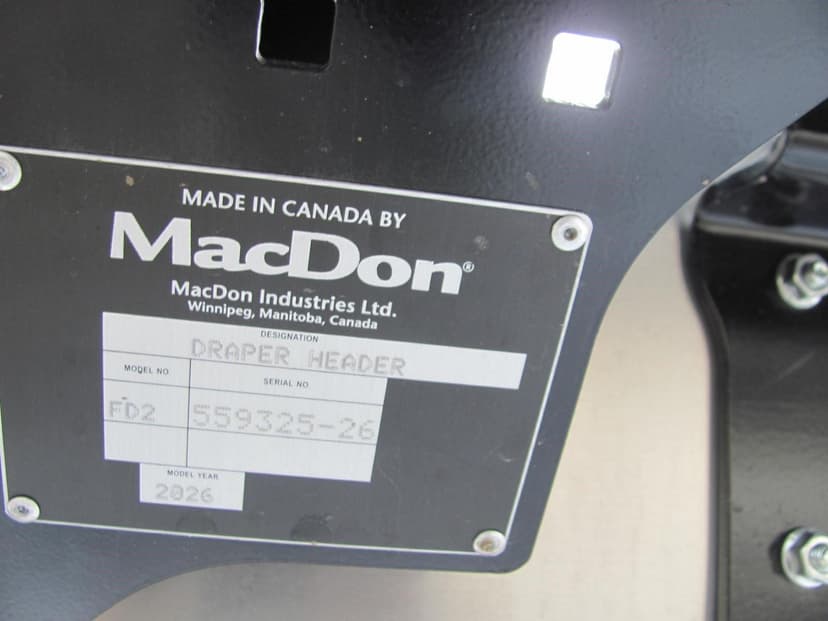 MADE IN CANADA BY
MacDon®
MacDon Industries Ltd.
Winnipeg, Manitoba, Canada
DESIGNATION
DRAPER HEADER
MODEL NO.
SERIAL NO.
FD2
559325-26
MODEL YEAR
2026